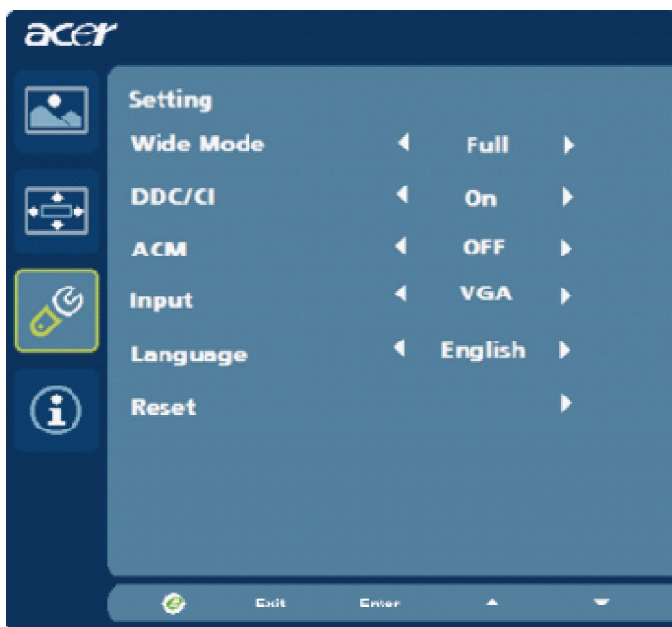 acer
Setting
Wide Mode Full
DDC/CI On
ACM OFF
Input VGA
Language English
Reset
Exit Enter